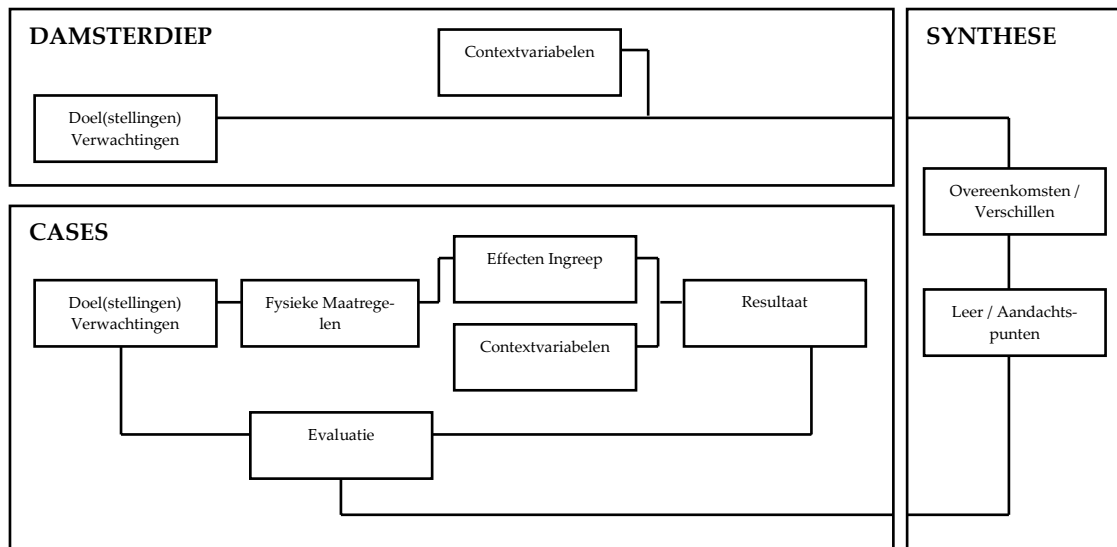 DAMSTERDIEP
Contextvariabelen
Doel(stellingen)
Verwachtingen
CASES
Effecten Ingreep
Doel(stellingen)
Verwachtingen
Fysieke Maatrege-
len
Resultaat
Contextvariabelen
Evaluatie
SYNTHESE
Overeenkomsten /
Verschillen
Leer / Aandachts-
punten